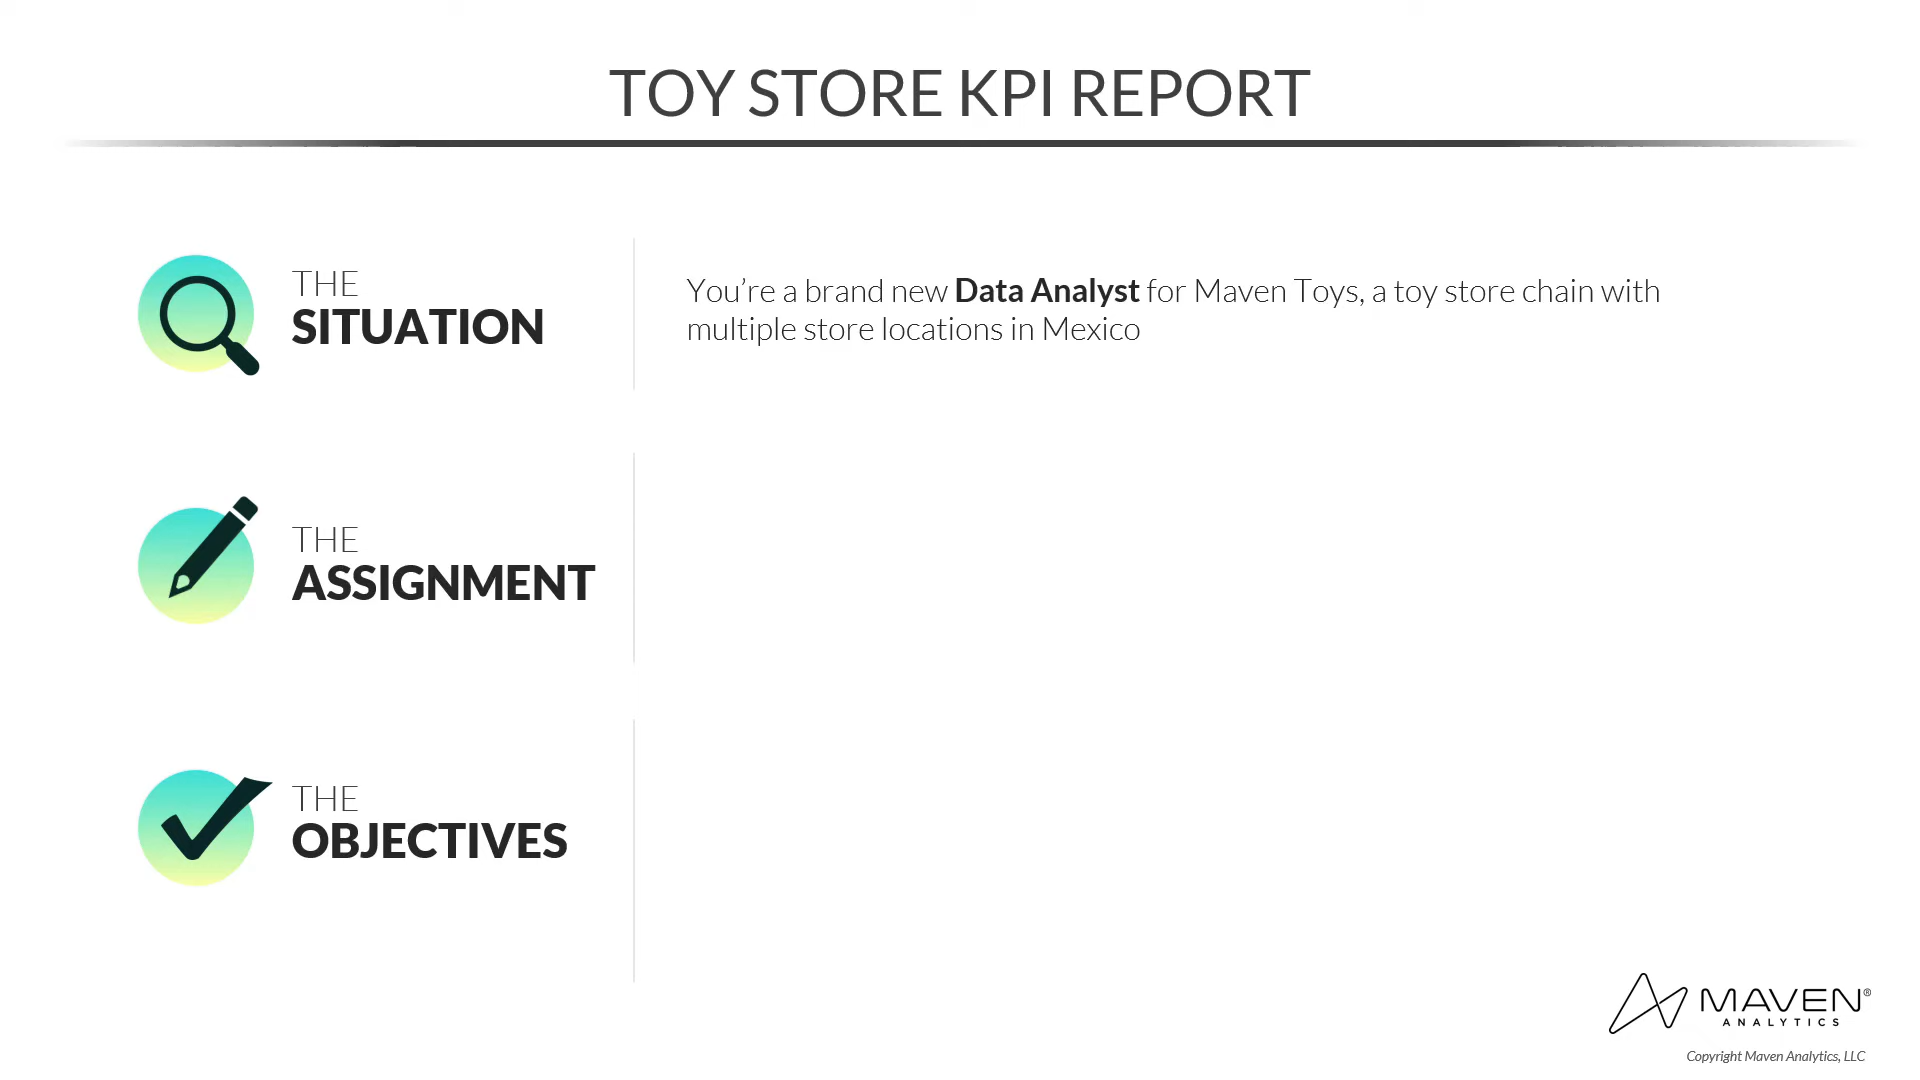 TOY STORE KPI REPORT
THE
SITUATION
You’re a brand new Data Analyst for Maven Toys, a toy store chain with
multiple store locations in Mexico
THE
ASSIGNMENT
THE
OBJECTIVES
MAVEN®
ANALYTICS
Copyright Maven Analytics, LLC